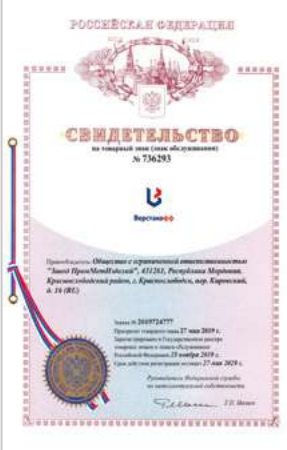 РОССИЙСКАЯ ФЕДЕРАЦИЯ
СВИДЕТЕЛЬСТВО
на товарный знак (знак обслуживания)
№ 736293
Верстакофф
Правообладатель: Общество с ограниченной ответственностью
"Завод ПромМетИзделий", 431261, Республика Мордовия,
Краснослободский район, г. Краснослободск, пер. Кировский,
д. 16 (RU)
Заявка № 2019724777
Приоритет товарного знака 27 мая 2019 г.
Зарегистрировано в Государственном реестре
товарных знаков и знаков обслуживания
Российской Федерации 25 ноября 2019 г.
Срок действия регистрации истекает 27 мая 2029 г.
Руководитель Федеральной службы
по интеллектуальной собственности
Г.П. Ивлиев